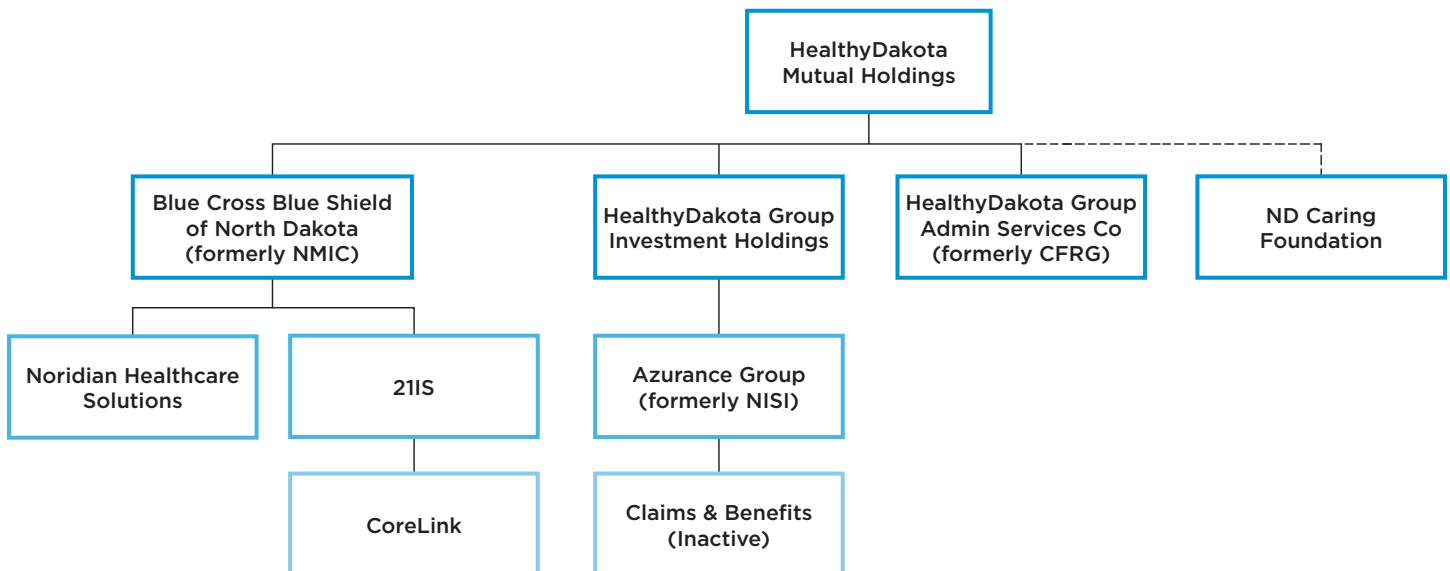 HealthyDakota
Mutual Holdings
Blue Cross Blue Shield
of North Dakota
(formerly NMIC)
HealthyDakota Group
Investment Holdings
HealthyDakota Group
Admin Services Co
(formerly CFRG)
ND Caring
Foundation
Noridian Healthcare
Solutions
21IS
Azurance Group
(formerly NISI)
CoreLink
Claims & Benefits
(Inactive)